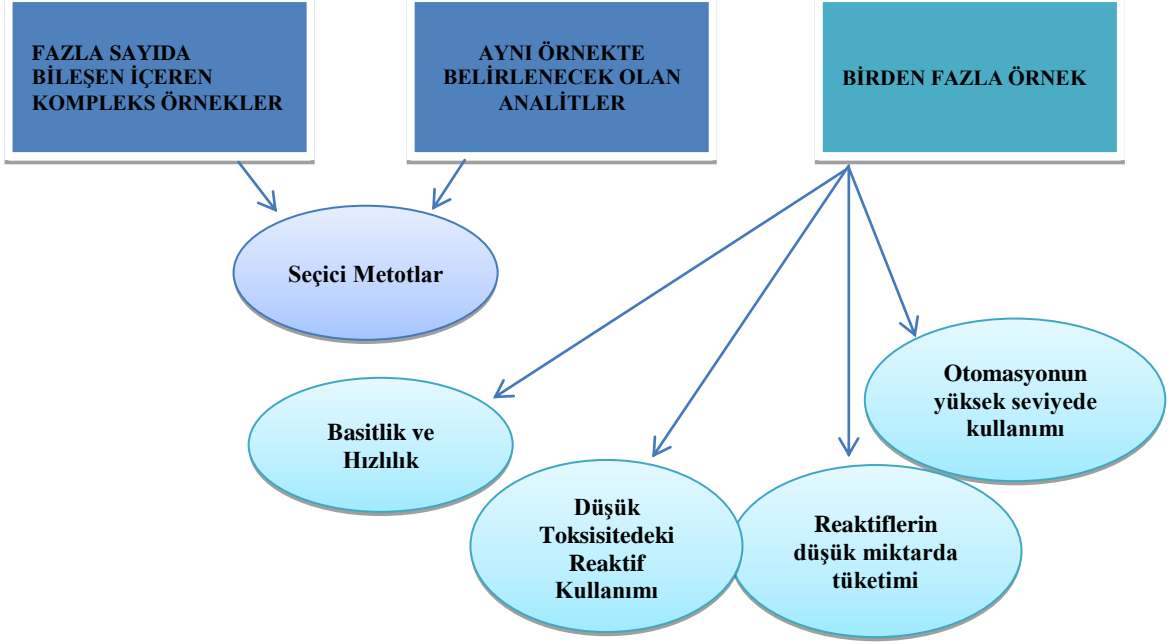 FAZLA SAYIDA
BİLEŞEN İÇEREN
KOMPLEKS ÖRNEKLER
AYNI ÖRNEKTE
BELİRLENECEK OLAN
ANALİTLER
BİRDEN FAZLA ÖRNEK
Seçici Metotlar
Otomasyonun
yüksek seviyede
kullanımı
Basitlik ve
Hızlılık
Düşük
Toksisitedeki
Reaktif
Kullanımı
Reaktiflerin
düşük miktarda
tüketimi